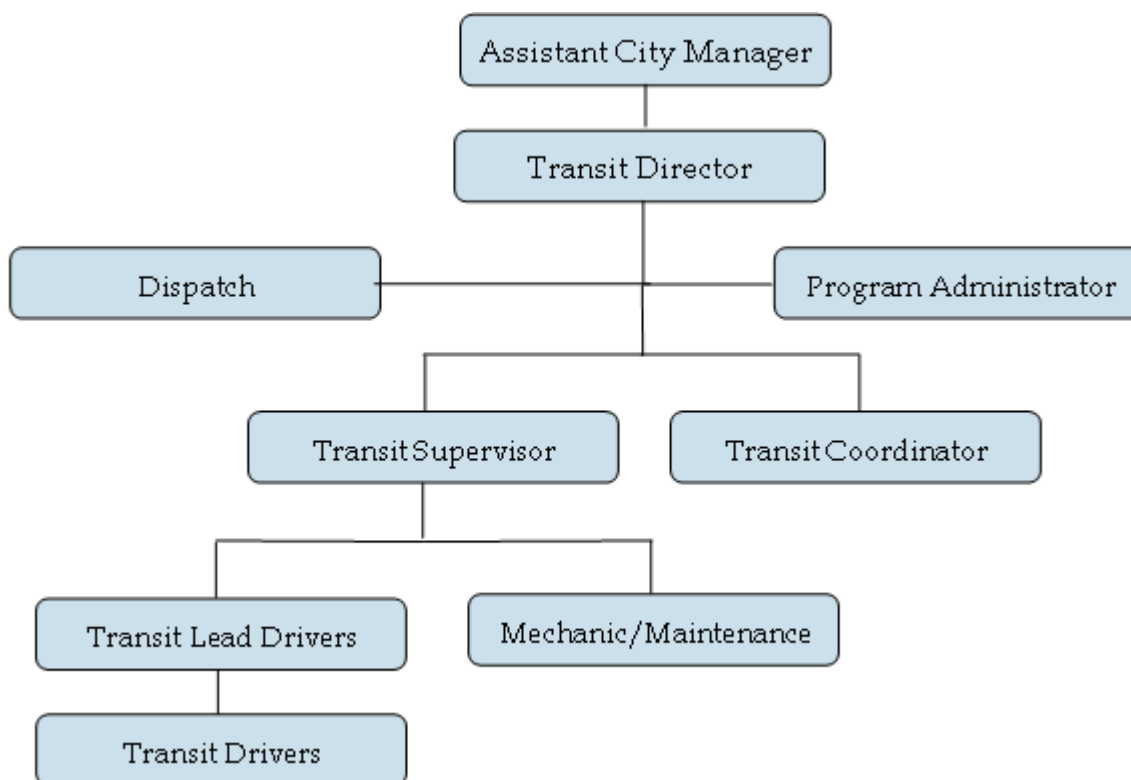 Assistant City Manager
Transit Director
Dispatch
Program Administrator
Transit Supervisor
Transit Coordinator
Transit Lead Drivers
Mechanic/Maintenance
Transit Drivers